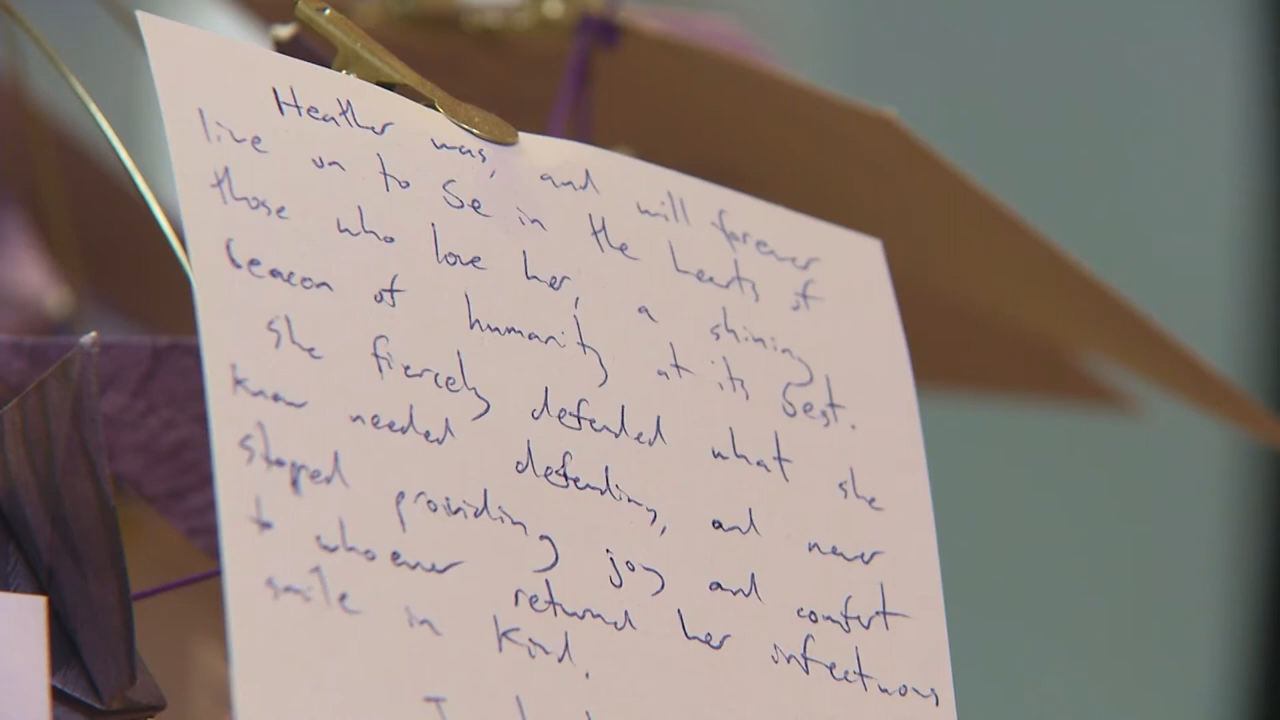 Heather was, and will forever
live on to be in the hearts of
those who love her, a shining
beacon of humanity at its best.
She fiercely defended what she
knew needed defending, and never
stopped providing joy and comfort
to whoever returned her infectuous
smile in kind.